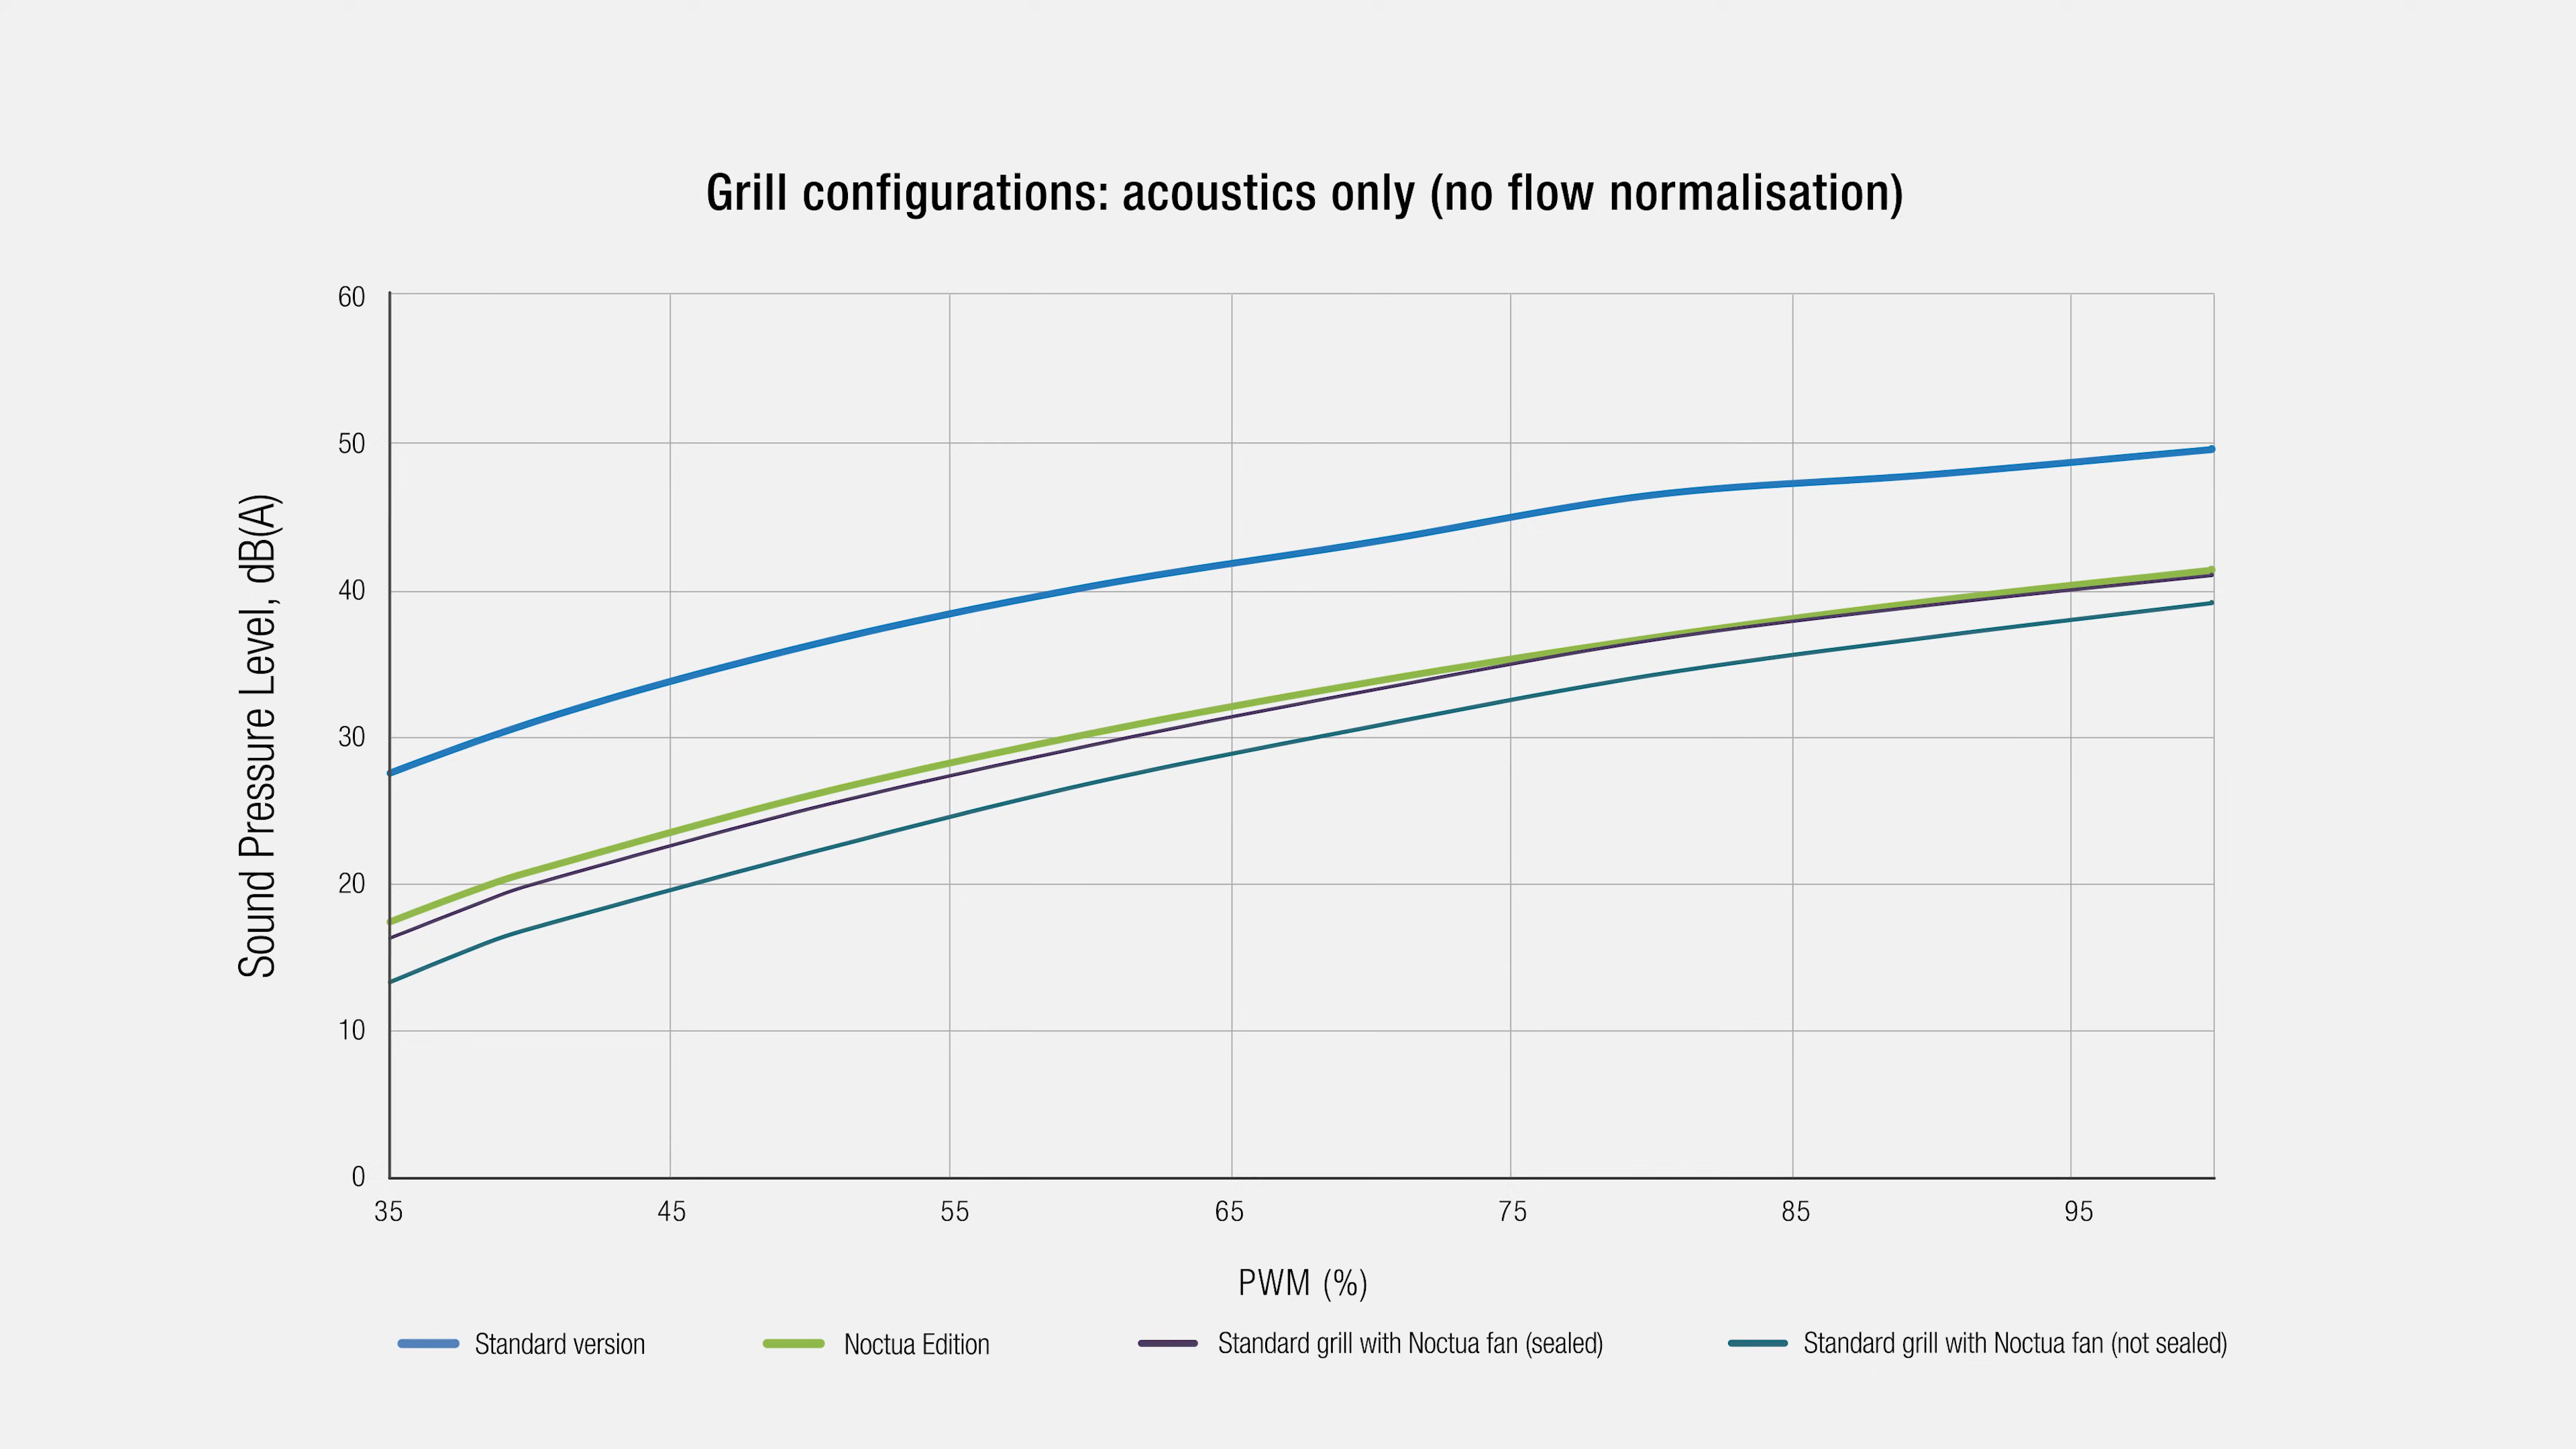 Grill configurations: acoustics only (no flow normalisation)
60
50
40
30
20
10
0
Sound Pressure Level, dB(A)
35 45 55 65 75 85 95
PWM (%)
Standard version Noctua Edition Standard grill with Noctua fan (sealed) Standard grill with Noctua fan (not sealed)